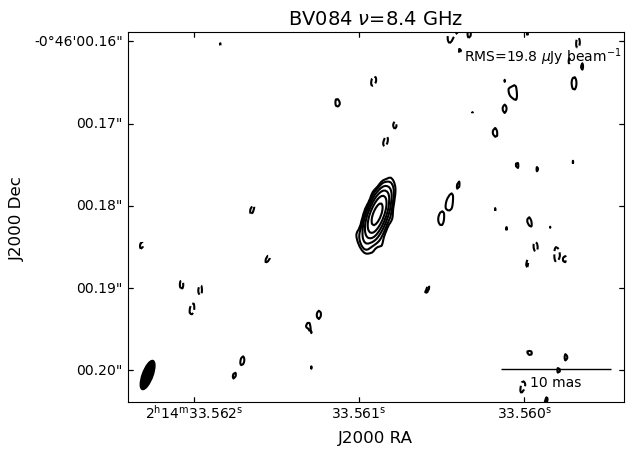 BV084 ν=8.4 GHz
RMS=19.8 μJy beam⁻¹
-0°46'00.16"
00.17"
00.18"
00.19"
00.20"
J2000 Dec
10 mas
2ʰ14ᵐ33.562ˢ
33.561ˢ
33.560ˢ
J2000 RA